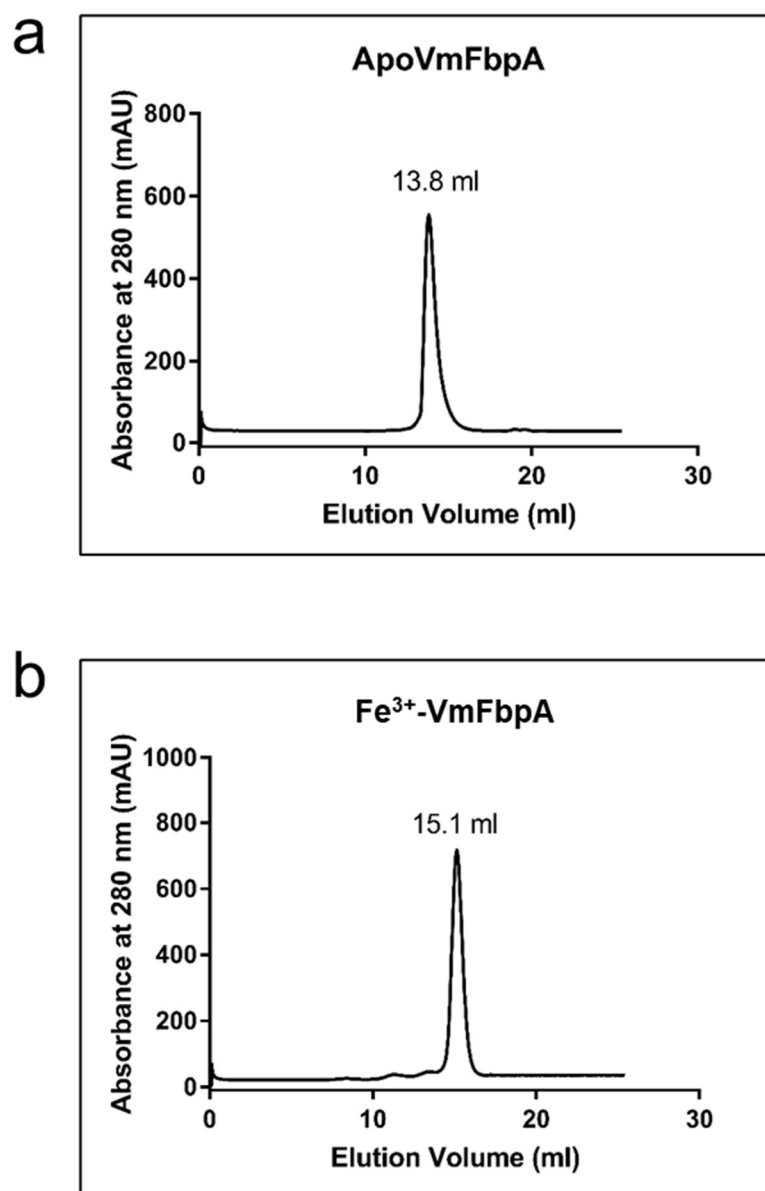 a
ApoVmFbpA
800
600
400
200
0
13.8 ml
0 10 20 30
Absorbance at 280 nm (mAU)
Elution Volume (ml)
b
Fe³⁺-VmFbpA
1000
800
600
400
200
0
15.1 ml
0 10 20 30
Absorbance at 280 nm (mAU)
Elution Volume (ml)